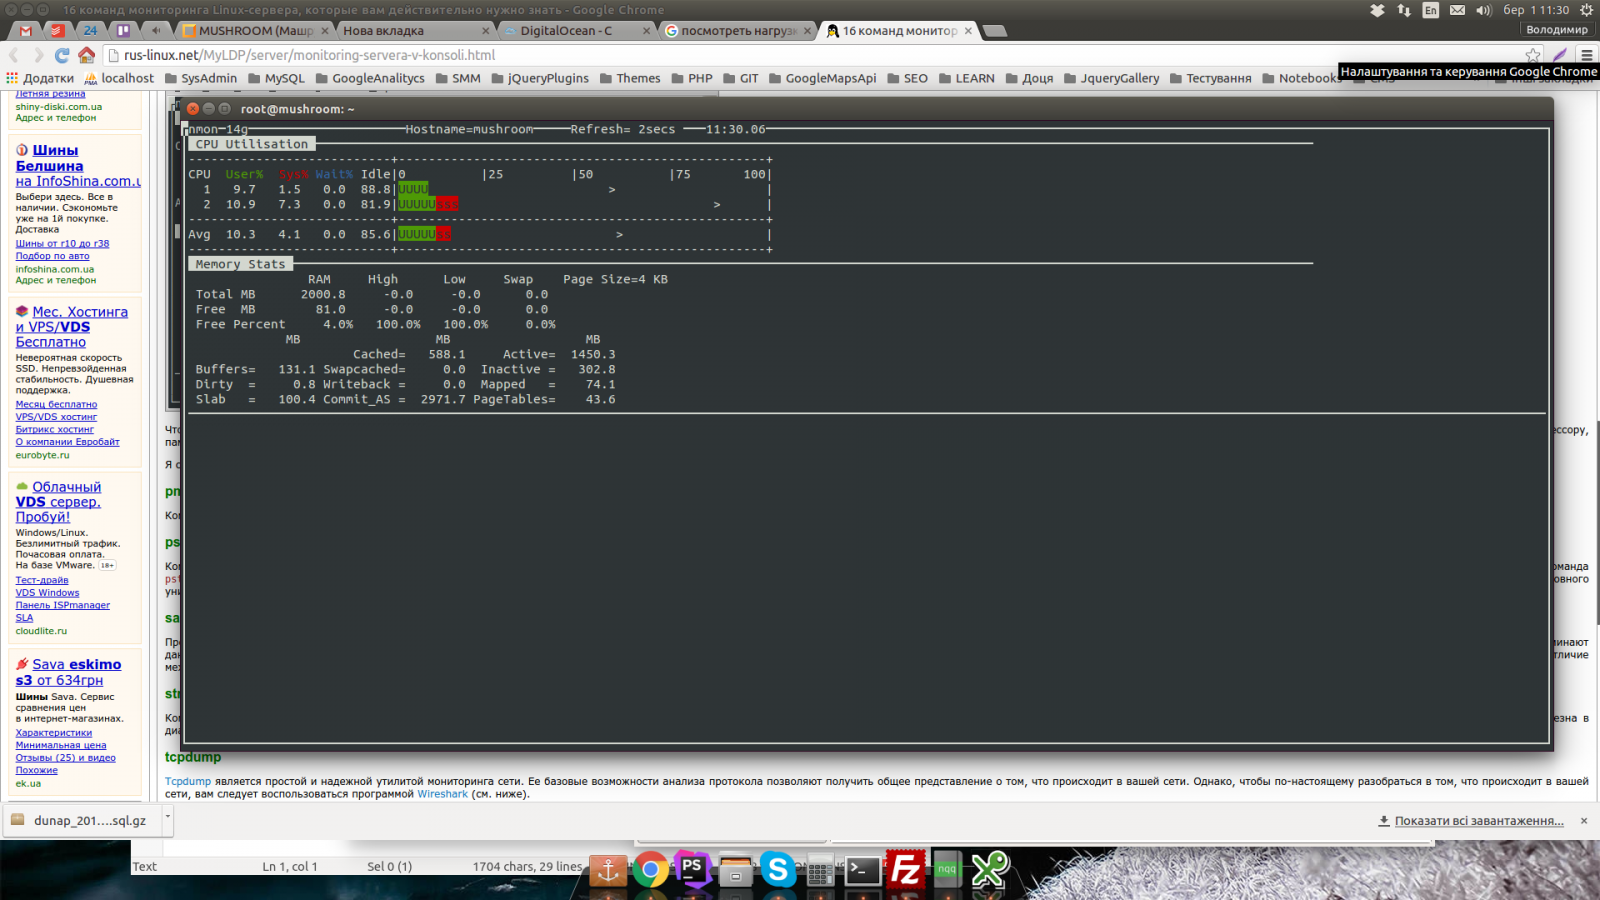 16 команд мониторинга Linux-сервера, которые вам действительно нужно знать - Google Chrome
En
бер 1 11:30
24
MUSHROOM (Машр
Нова вкладка
DigitalOcean - C
посмотреть нагрузк
16 команд монитор
Володимир
rus-linux.net/MyLDP/server/monitoring-servera-v-konsoli.html
Налаштування та керування Google Chrome
Додатки
localhost
SysAdmin
MySQL
GoogleAnalitycs
SMM
jQueryPlugins
Themes
PHP
GIT
GoogleMapsApi
SEO
LEARN
Доця
JqueryGallery
Тестування
Notebook
Летняя резина
shiny-diski.com.ua
Адрес и телефон
Шины
Белшина
на InfoShina.com.u
Выбери здесь. Все в
наличии. Сэкономьте
уже на 1й покупке.
Доставка
Шины от r10 до r38
Подбор по авто
infoshina.com.ua
Адрес и телефон
Мес. Хостинга
и VPS/VDS
Бесплатно
Невероятная скорость
SSD. Непревзойденная
стабильность. Душевная
поддержка.
Месяц бесплатно
VPS/VDS хостинг
Битрикс хостинг
О компании Евробайт
eurobyte.ru
Облачный
VDS сервер.
Пробуй!
Windows/Linux.
Безлимитный трафик.
Почасовая оплата.
На базе VMware. 18+
Тест-драйв
VDS Windows
Панель ISPmanager
SLA
cloudlite.ru
Sava eskimo
s3 от 634грн
Шины Sava. Сервис
сравнения цен
в интернет-магазинах.
Характеристики
Минимальная цена
Отзывы (25) и видео
Похожие
ek.ua
root@mushroom: ~
nmon-14g Hostname=mushroom Refresh= 2secs 11:30.06
CPU Utilisation
CPU User% Sys% Wait% Idle|0 |25 |50 |75 100|
1 9.7 1.5 0.0 88.8|UUUU > |
2 10.9 7.3 0.0 81.9|UUUUUsss > |
Avg 10.3 4.1 0.0 85.6|UUUUUss > |
Memory Stats
RAM High Low Swap Page Size=4 KB
Total MB 2000.8 -0.0 -0.0 0.0
Free MB 81.0 -0.0 -0.0 0.0
Free Percent 4.0% 100.0% 100.0% 0.0%
MB MB MB
Cached= 588.1 Active= 1450.3
Buffers= 131.1 Swapcached= 0.0 Inactive = 302.8
Dirty = 0.8 Writeback = 0.0 Mapped = 74.1
Slab = 100.4 Commit_AS = 2971.7 PageTables= 43.6
tcpdump
Tcpdump является простой и надежной утилитой мониторинга сети. Ее базовые возможности анализа протокола позволяют получить общее представление о том, что происходит в вашей сети. Однако, чтобы по-настоящему разобраться в том, что происходит в вашей
сети, вам следует воспользоваться программой Wireshark (см. ниже).
dunap_201....sql.gz
Показати всі завантаження...
Text
Ln 1, col 1
Sel 0 (1)
1704 chars, 29 lines
PS
nqq